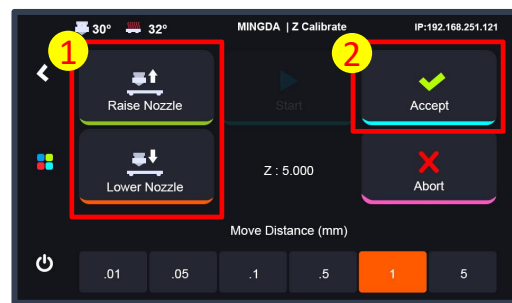 30° 32° MINGDA | Z Calibrate IP:192.168.251.121
1
2
Raise Nozzle
Start
Accept
Lower Nozzle
Z : 5.000
Abort
Move Distance (mm)
.01 .05 .1 .5 1 5